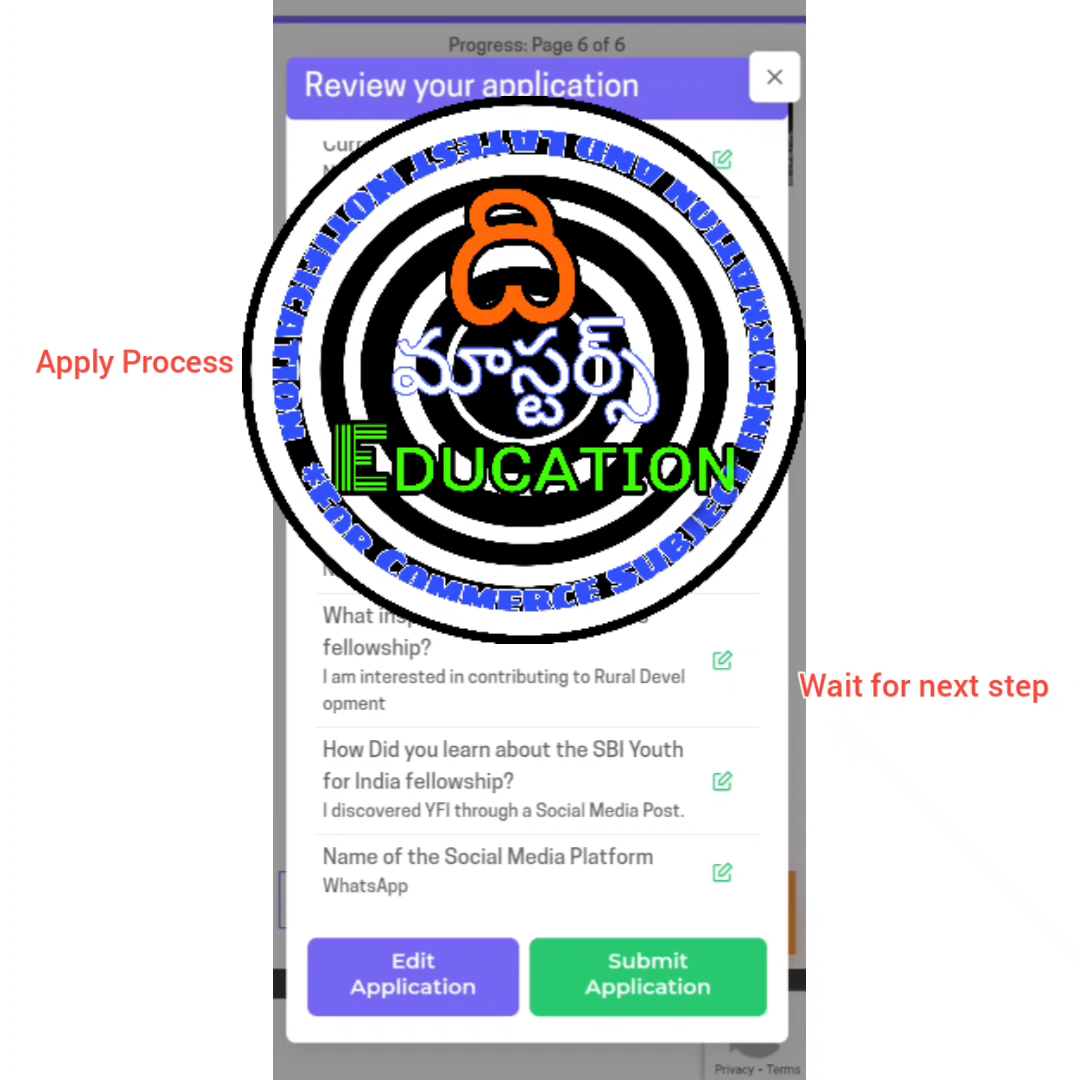 Progress: Page 6 of 6
Review your application
*FOR COMMERCE SUBJECT INFORMATION AND LATEST NOTIFICATION
ది
మాస్టర్స్
EDUCATION
Apply Process
fellowship?
I am interested in contributing to Rural Devel
opment
Wait for next step
How Did you learn about the SBI Youth
for India fellowship?
I discovered YFI through a Social Media Post.
Name of the Social Media Platform
WhatsApp
Edit
Application
Submit
Application
Privacy - Terms